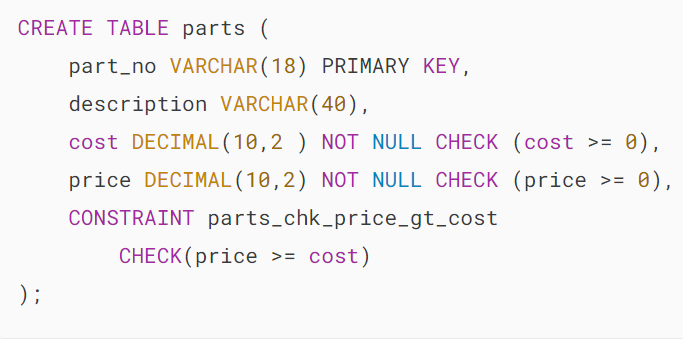 CREATE TABLE parts (
    part_no VARCHAR(18) PRIMARY KEY,
    description VARCHAR(40),
    cost DECIMAL(10,2 ) NOT NULL CHECK (cost >= 0),
    price DECIMAL(10,2) NOT NULL CHECK (price >= 0),
    CONSTRAINT parts_chk_price_gt_cost
        CHECK(price >= cost)
);